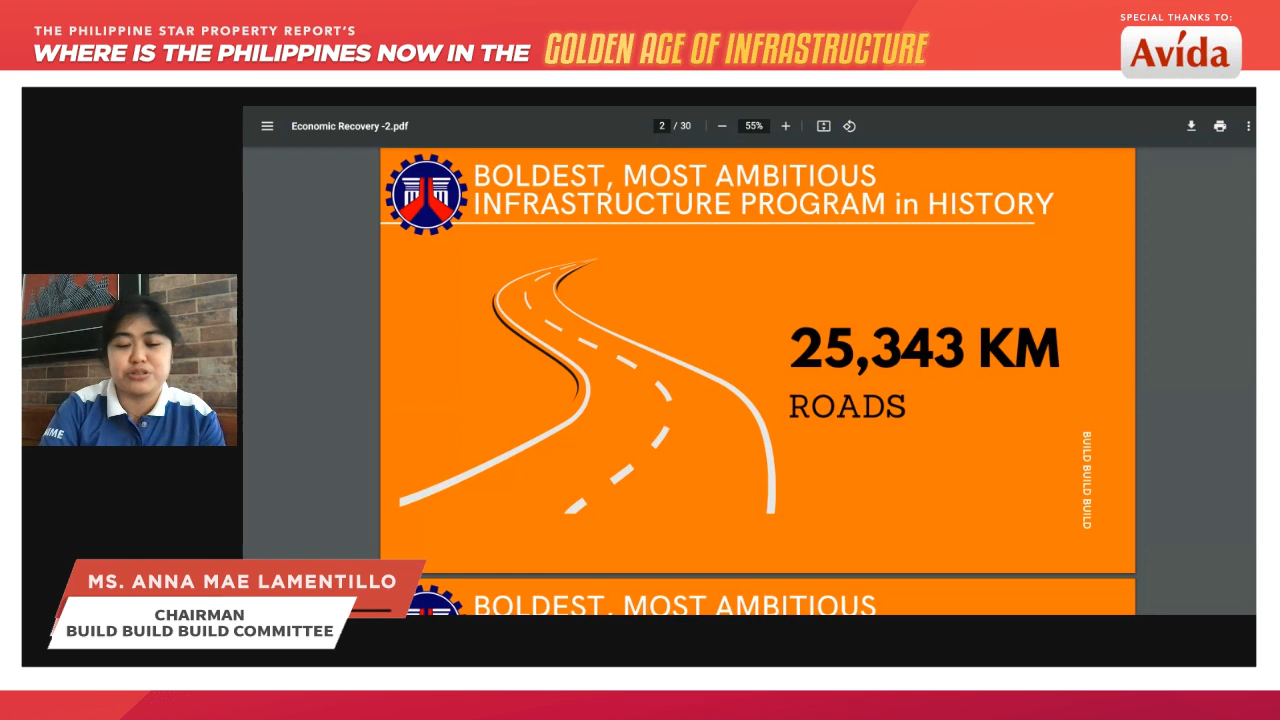 THE PHILIPPINE STAR PROPERTY REPORT'S
WHERE IS THE PHILIPPINES NOW IN THE GOLDEN AGE OF INFRASTRUCTURE
SPECIAL THANKS TO:
Avida
Economic Recovery -2.pdf
2 / 30
55%
BOLDEST, MOST AMBITIOUS
INFRASTRUCTURE PROGRAM in HISTORY
25,343 KM
ROADS
BUILD BUILD BUILD
BOLDEST, MOST AMBITIOUS
MS. ANNA MAE LAMENTILLO
CHAIRMAN
BUILD BUILD BUILD COMMITTEE